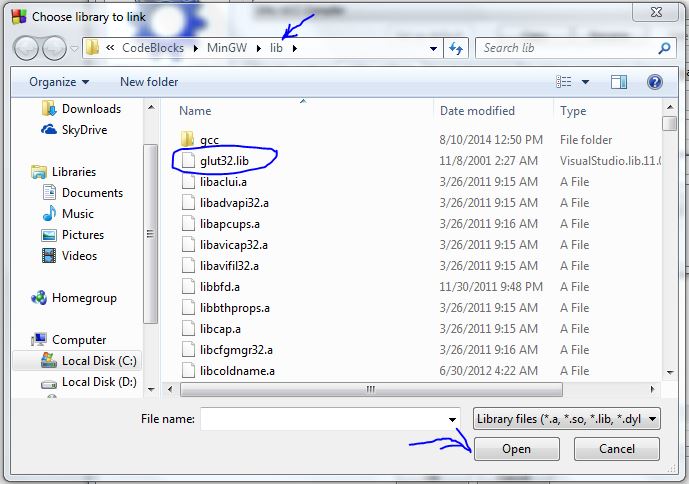 Choose library to link
« CodeBlocks MinGW lib
Search lib
Organize New folder
Name Date modified Type
Downloads
SkyDrive
Libraries
Documents
Music
Pictures
Videos
Homegroup
Computer
Local Disk (C:)
Local Disk (D:)
gcc 8/10/2014 12:50 PM File folder
glut32.lib 11/8/2001 2:27 AM VisualStudio.lib.11.0
libaclui.a 3/26/2011 9:15 AM A File
libadvapi32.a 3/26/2011 9:15 AM A File
libapcups.a 3/26/2011 9:15 AM A File
libavicap32.a 3/26/2011 9:15 AM A File
libavifil32.a 3/26/2011 9:15 AM A File
libbfd.a 11/30/2011 9:48 PM A File
libbthprops.a 3/26/2011 9:15 AM A File
libcap.a 3/26/2011 9:15 AM A File
libcfgmgr32.a 3/26/2011 9:16 AM A File
libcoldname.a 6/30/2012 4:22 AM A File
File name: Library files (*.a, *.so, *.lib, *.dyl
Open Cancel